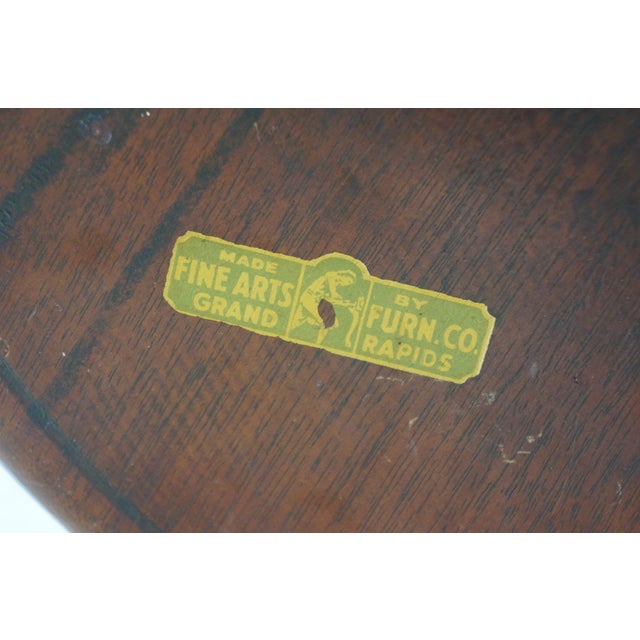 MADE BY
FINE ARTS FURN. CO.
GRAND RAPIDS